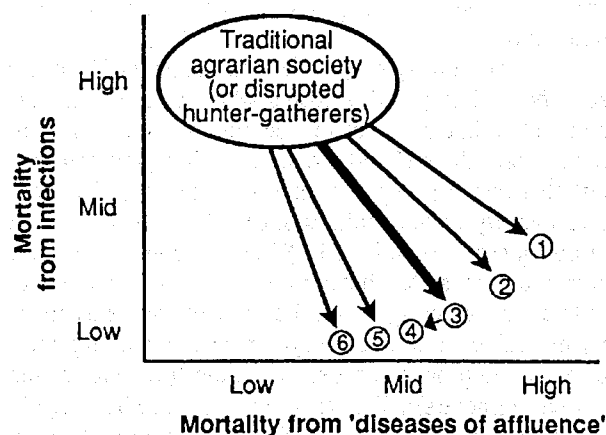 Traditional
agrarian society
(or disrupted
hunter-gatherers)
High
Mid
Low
Mortality
from infections
1
2
3
4
5
6
Low Mid High
Mortality from 'diseases of affluence'